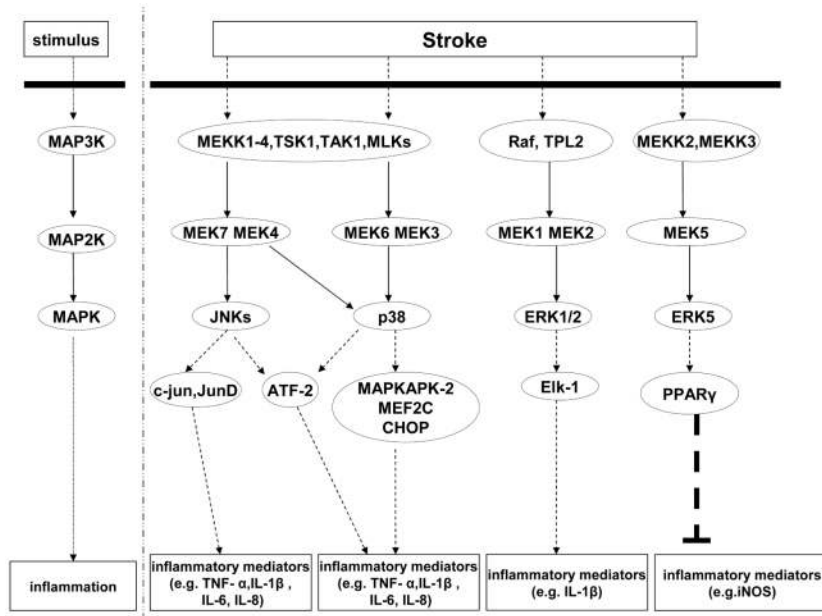 stimulus
Stroke
MAP3K
MEKK1-4,TSK1,TAK1,MLKs
Raf, TPL2
MEKK2,MEKK3
MAP2K
MEK7 MEK4
MEK6 MEK3
MEK1 MEK2
MEK5
MAPK
JNKs
p38
ERK1/2
ERK5
c-jun,JunD
ATF-2
MAPKAPK-2
MEF2C
CHOP
Elk-1
PPARγ
inflammation
inflammatory mediators
(e.g. TNF- α,IL-1β ,
IL-6, IL-8)
inflammatory mediators
(e.g. TNF- α,IL-1β ,
IL-6, IL-8)
inflammatory mediators
(e.g. IL-1β)
inflammatory mediators
(e.g.iNOS)